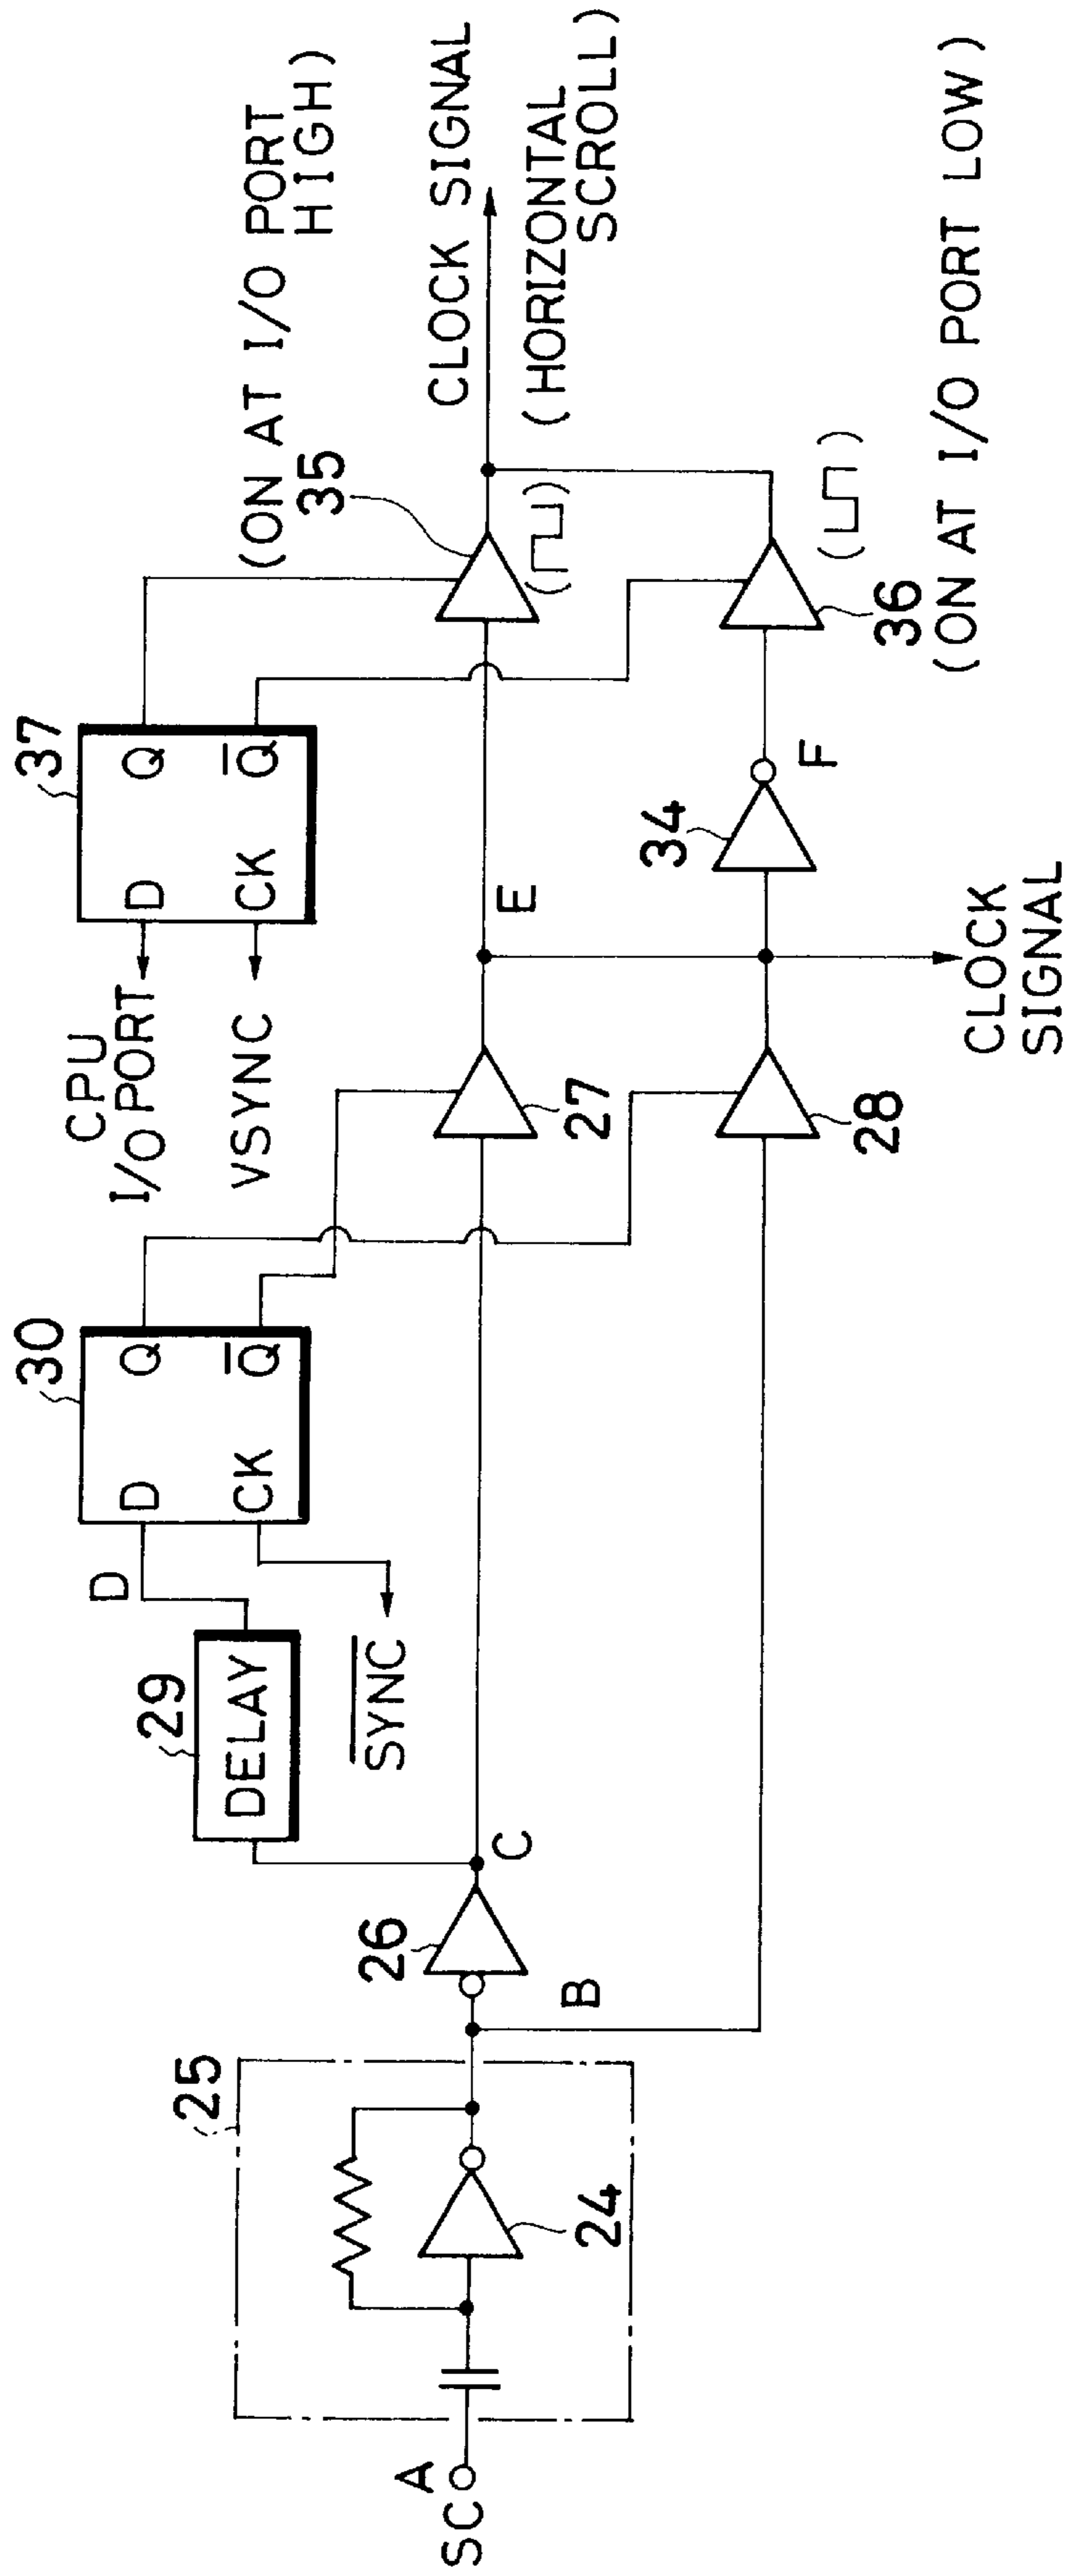 SC
A
25
24
B
26
C
29
DELAY
D
SYNC
30
D
Q
CK
Q
27
28
CPU
I/O PORT
VSYNC
37
D
Q
CK
Q
E
34
F
CLOCK
SIGNAL
35
(ON AT I/O PORT
HIGH)
36
(ON AT I/O PORT LOW)
CLOCK SIGNAL
(HORIZONTAL
SCROLL)